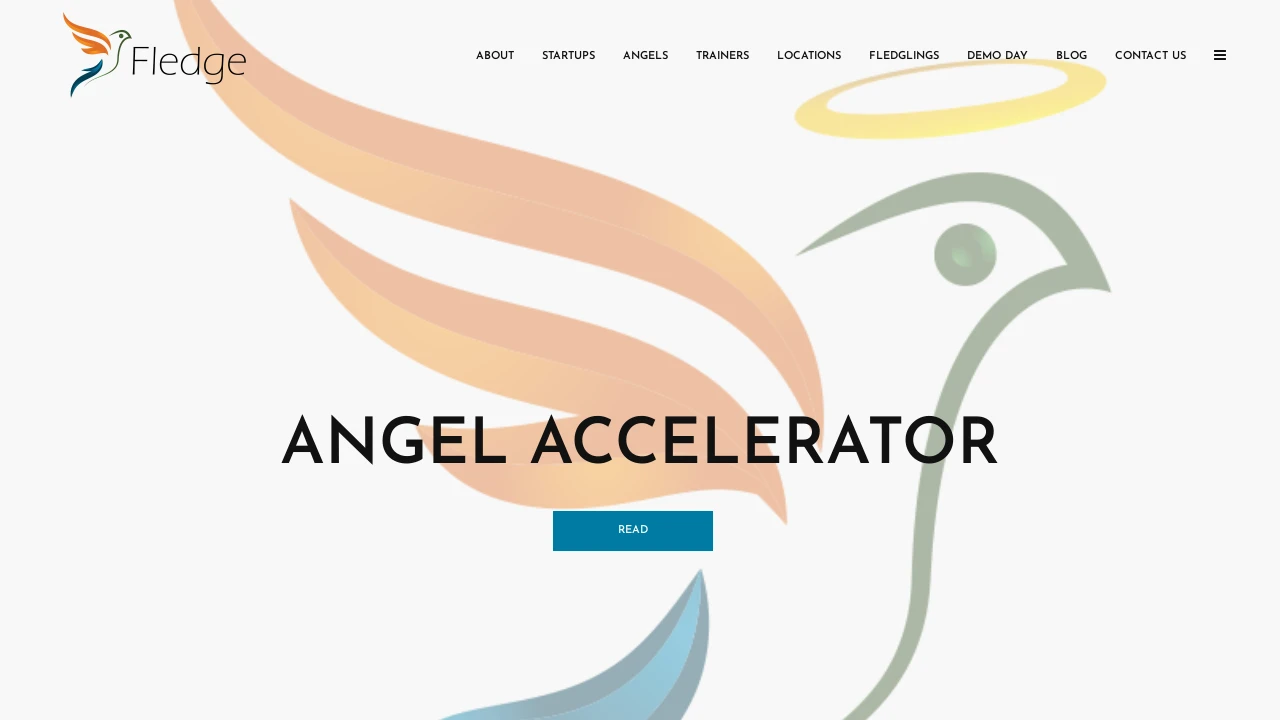 Fledge
ABOUT STARTUPS ANGELS TRAINERS LOCATIONS FLEDGLINGS DEMO DAY BLOG CONTACT US
ANGEL ACCELERATOR
READ